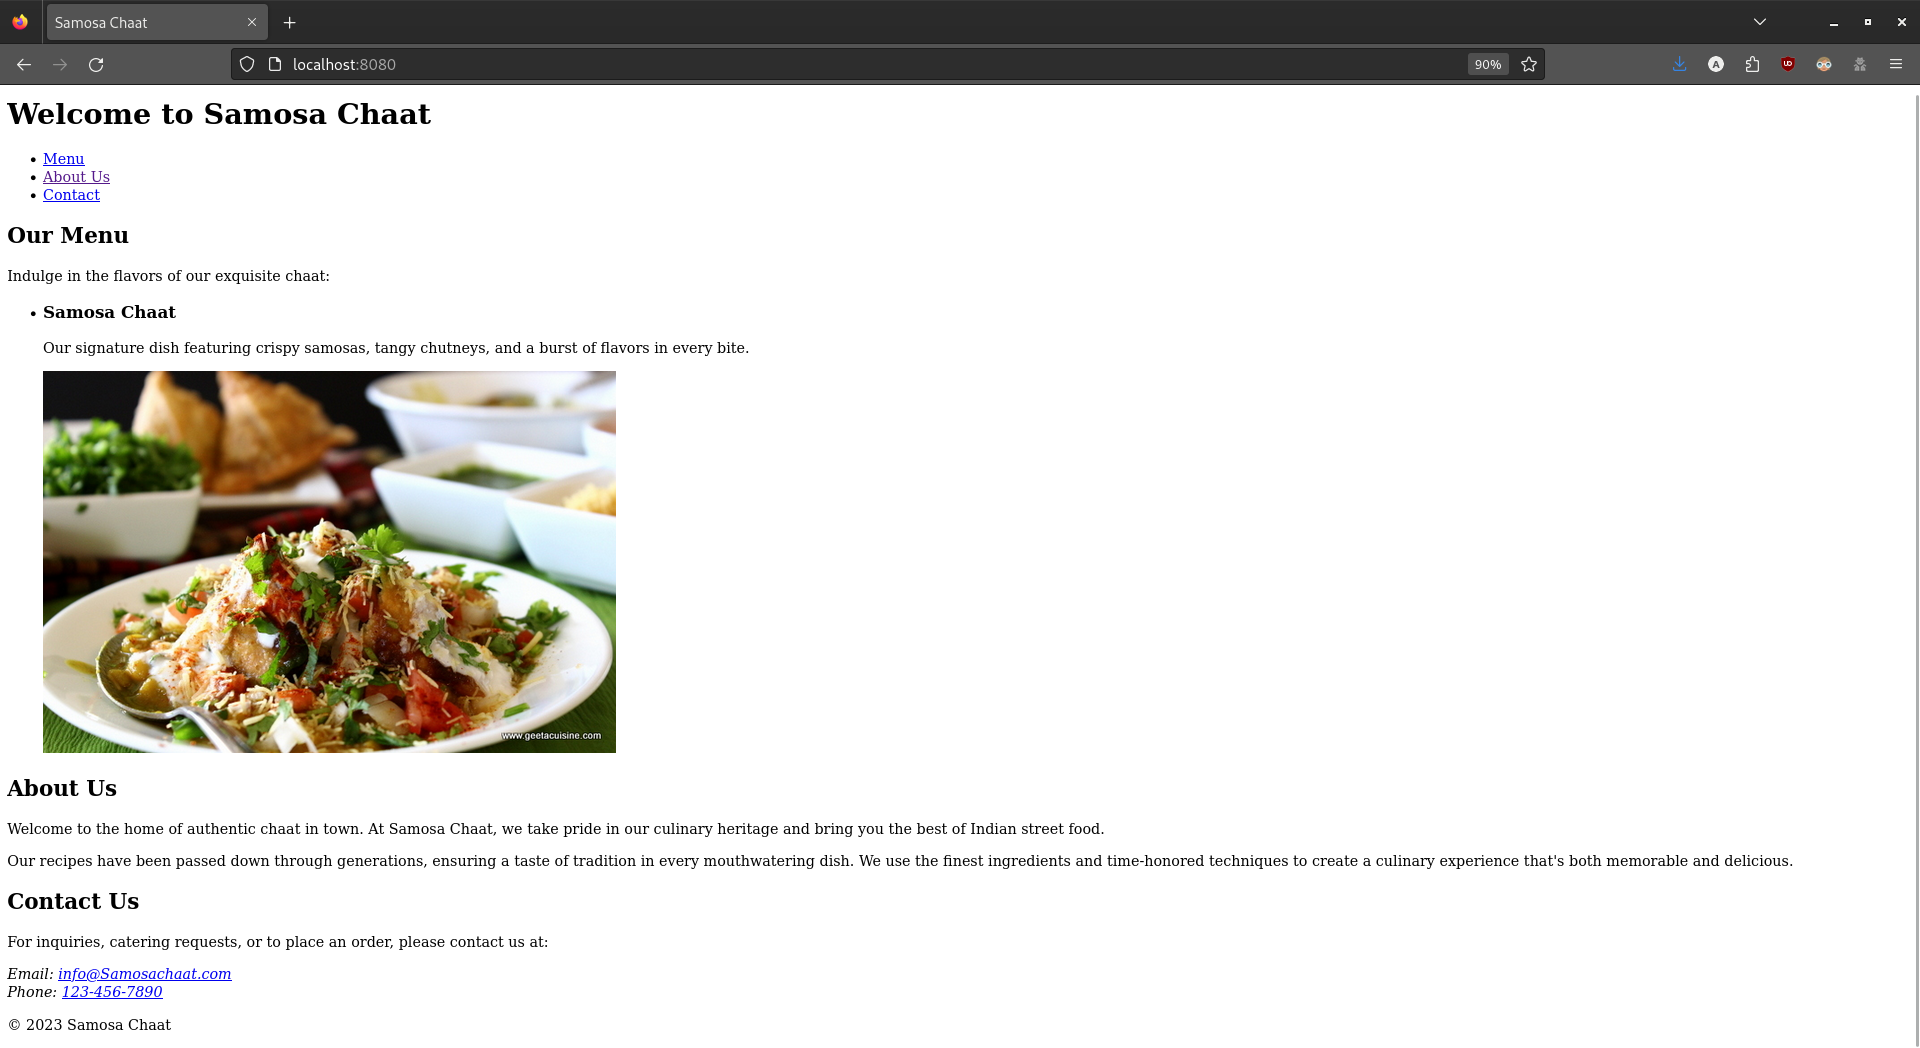 Samosa Chaat
localhost:8080
90%
Welcome to Samosa Chaat
Menu
About Us
Contact
Our Menu
Indulge in the flavors of our exquisite chaat:
Samosa Chaat
Our signature dish featuring crispy samosas, tangy chutneys, and a burst of flavors in every bite.
www.geetacuisine.com
About Us
Welcome to the home of authentic chaat in town. At Samosa Chaat, we take pride in our culinary heritage and bring you the best of Indian street food.
Our recipes have been passed down through generations, ensuring a taste of tradition in every mouthwatering dish. We use the finest ingredients and time-honored techniques to create a culinary experience that's both memorable and delicious.
Contact Us
For inquiries, catering requests, or to place an order, please contact us at:
Email: info@Samosachaat.com
Phone: 123-456-7890
© 2023 Samosa Chaat